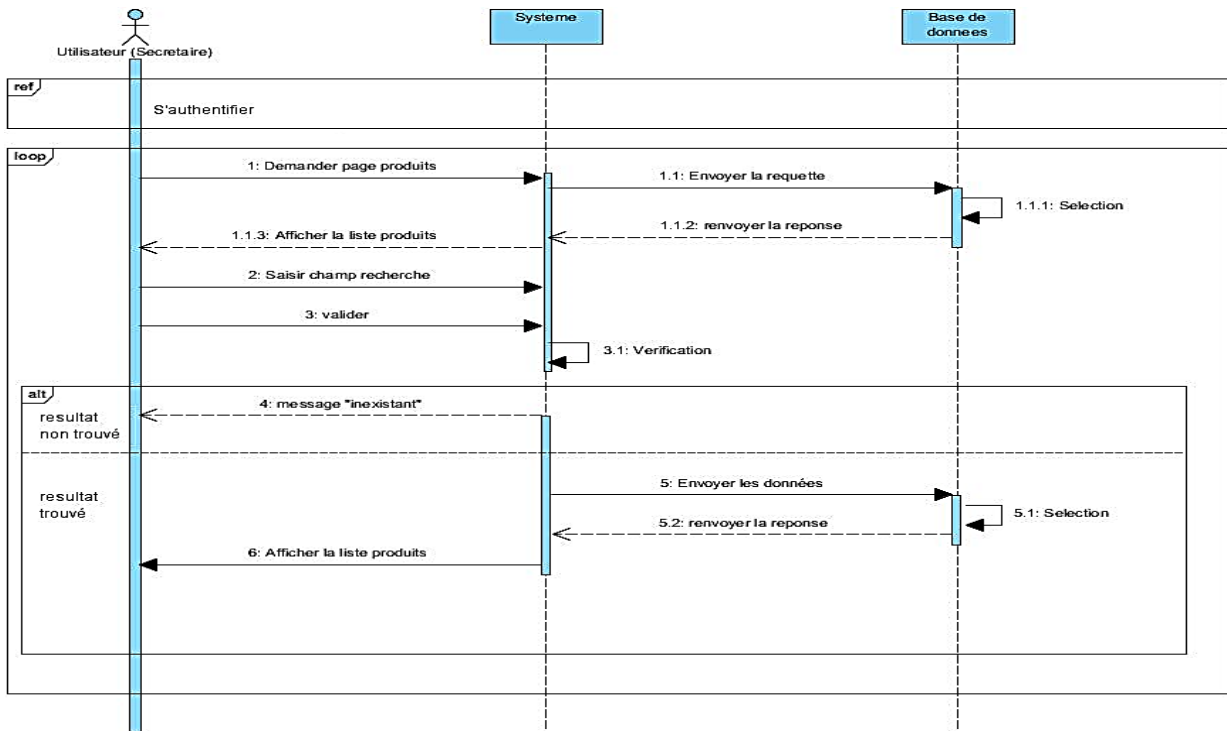 Systeme
Base de
donnees
Utilisateur (Secretaire)
ref
S'authentifier
loop
1: Demander page produits
1.1: Envoyer la requette
1.1.1: Selection
1.1.2: renvoyer la reponse
1.1.3: Afficher la liste produits
2: Saisir champ recherche
3: valider
3.1: Verification
alt
4: message "inexistant"
resultat
non trouvé
5: Envoyer les données
resultat
trouvé
5.1: Selection
5.2: renvoyer la reponse
6: Afficher la liste produits